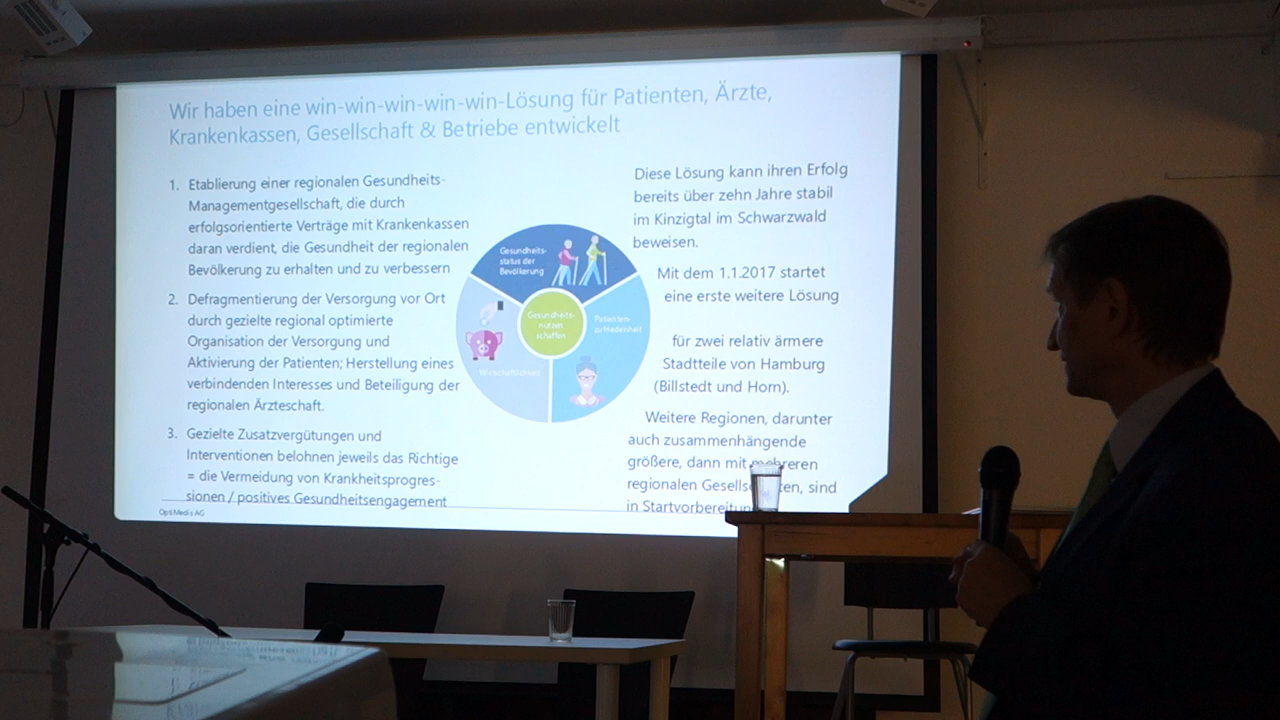 Wir haben eine win-win-win-win-win-Lösung für Patienten, Ärzte,
Krankenkassen, Gesellschaft & Betriebe entwickelt
1. Etablierung einer regionalen Gesundheits-
Managementgesellschaft, die durch
erfolgsorientierte Verträge mit Krankenkassen
daran verdient, die Gesundheit der regionalen
Bevölkerung zu erhalten und zu verbessern
2. Defragmentierung der Versorgung vor Ort
durch gezielte regional optimierte
Organisation der Versorgung und
Aktivierung der Patienten; Herstellung eines
verbindenden Interesses und Beteiligung der
regionalen Ärzteschaft.
3. Gezielte Zusatzvergütungen und
Interventionen belohnen jeweils das Richtige
= die Vermeidung von Krankheitsprogres-
sionen / positives Gesundheitsengagement
Gesundheits-
status der
Bevölkerung
Gesundheits-
nutzen
schaffen
Patienten-
zufriedenheit
Wirtschaftlichkeit
Diese Lösung kann ihren Erfolg
bereits über zehn Jahre stabil
im Kinzigtal im Schwarzwald
beweisen.
Mit dem 1.1.2017 startet
eine erste weitere Lösung
für zwei relativ ärmere
Stadtteile von Hamburg
(Billstedt und Horn).
Weitere Regionen, darunter
auch zusammenhängende
größere, dann mit mehreren
regionalen sind
in Startvorbereitung
OptiMedis AG